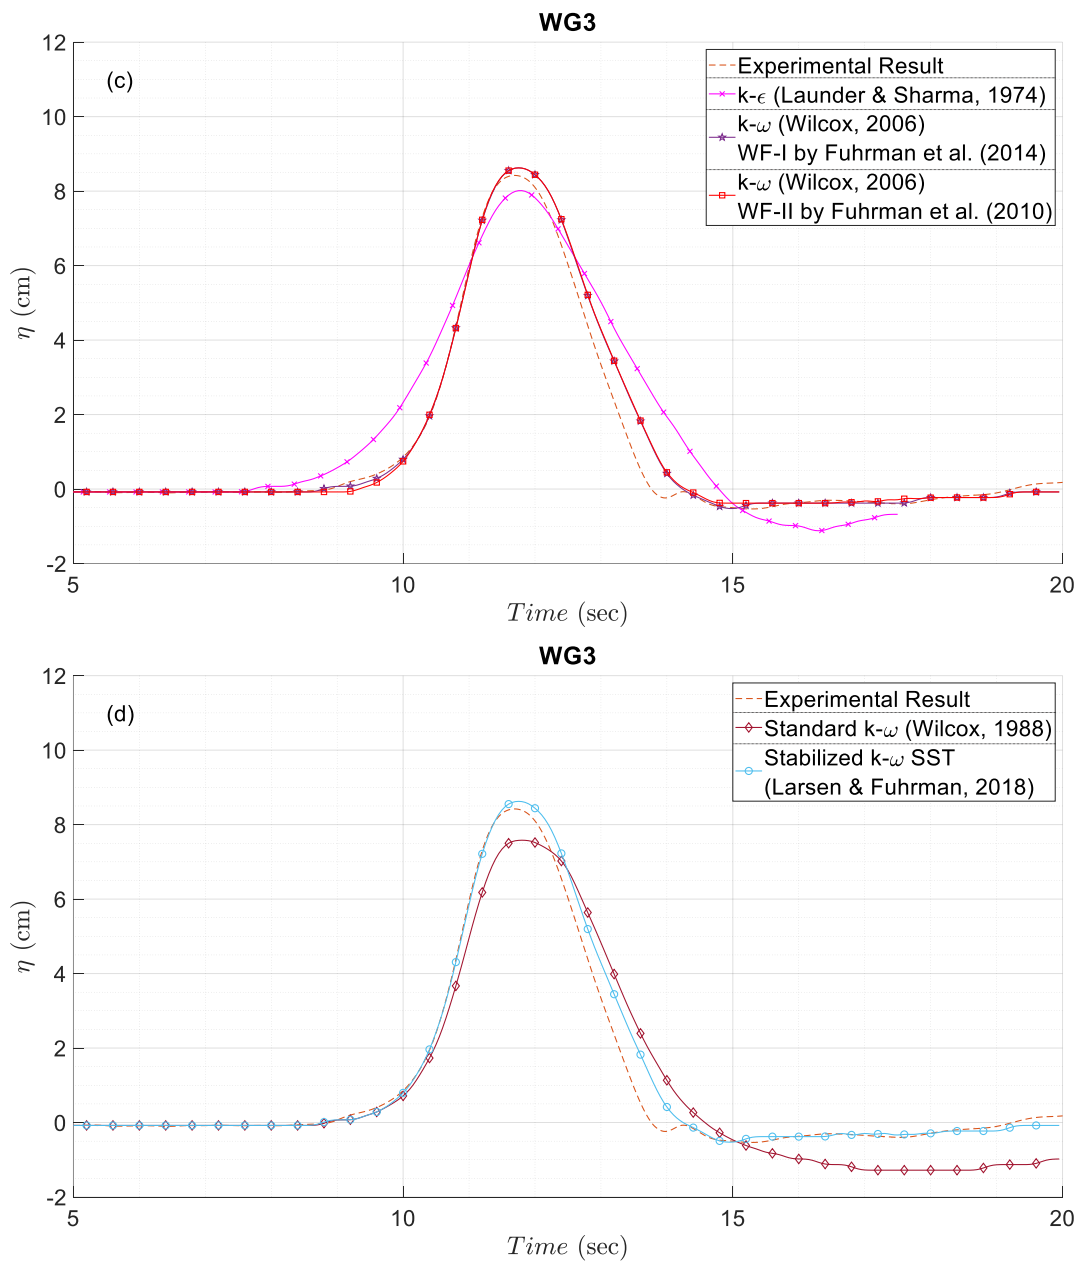 WG3
12
10
8
6
4
2
0
-2
η (cm)
(c)
Experimental Result
k-ϵ (Launder & Sharma, 1974)
k-ω (Wilcox, 2006)
WF-I by Fuhrman et al. (2014)
k-ω (Wilcox, 2006)
WF-II by Fuhrman et al. (2010)
5 10 15 20
Time (sec)
WG3
12
10
8
6
4
2
0
-2
η (cm)
(d)
Experimental Result
Standard k-ω (Wilcox, 1988)
Stabilized k-ω SST
(Larsen & Fuhrman, 2018)
5 10 15 20
Time (sec)